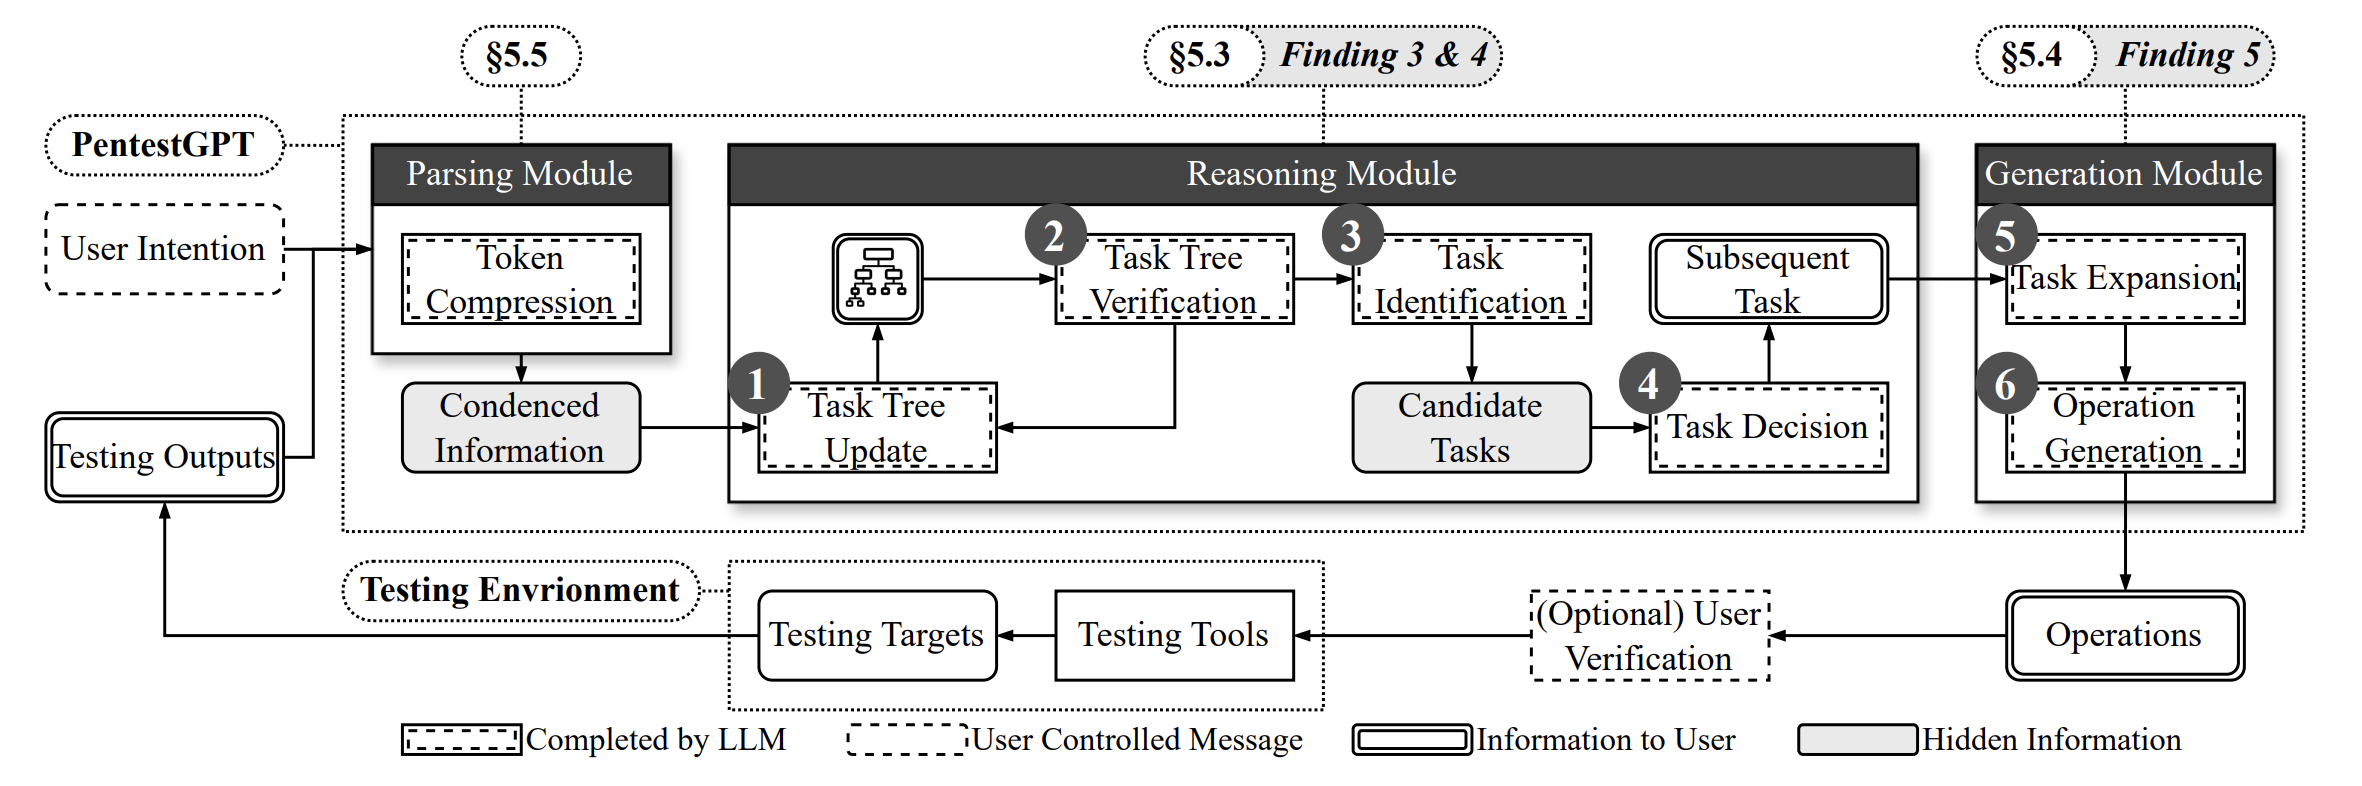 §5.5
§5.3 Finding 3 & 4
§5.4 Finding 5
PentestGPT
Parsing Module
Reasoning Module
Generation Module
User Intention
Token
Compression
2
Task Tree
Verification
3
Task
Identification
Subsequent
Task
5
Task Expansion
Condenced
Information
1
Task Tree
Update
Candidate
Tasks
4
Task Decision
6
Operation
Generation
Testing Outputs
Testing Envrionment
Testing Targets
Testing Tools
(Optional) User
Verification
Operations
Completed by LLM
User Controlled Message
Information to User
Hidden Information